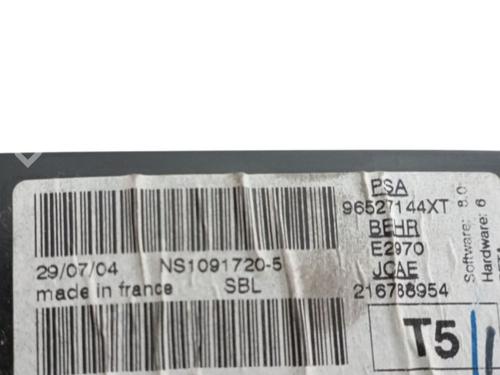 PSA
96527144XT
BEHR
E2970
JCAE
216788954
29/07/04 NS1091720-5
made in france SBL
T5
Software: 8.0
Hardware: 6